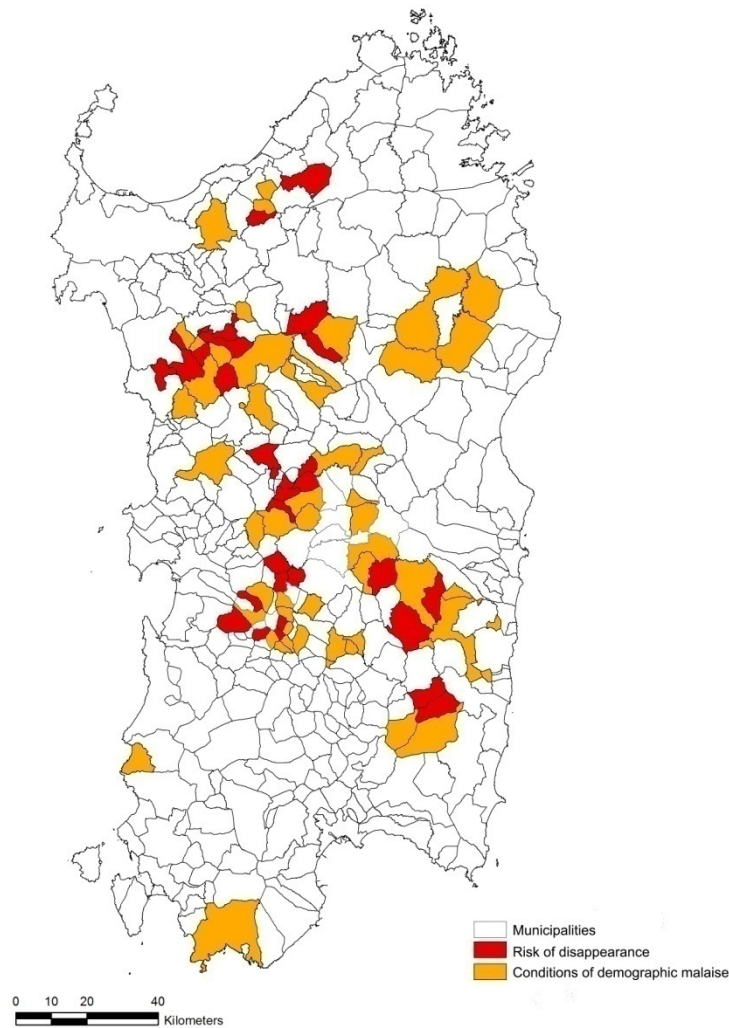 Municipalities
Risk of disappearance
Conditions of demographic malaise
0 10 20 40
Kilometers